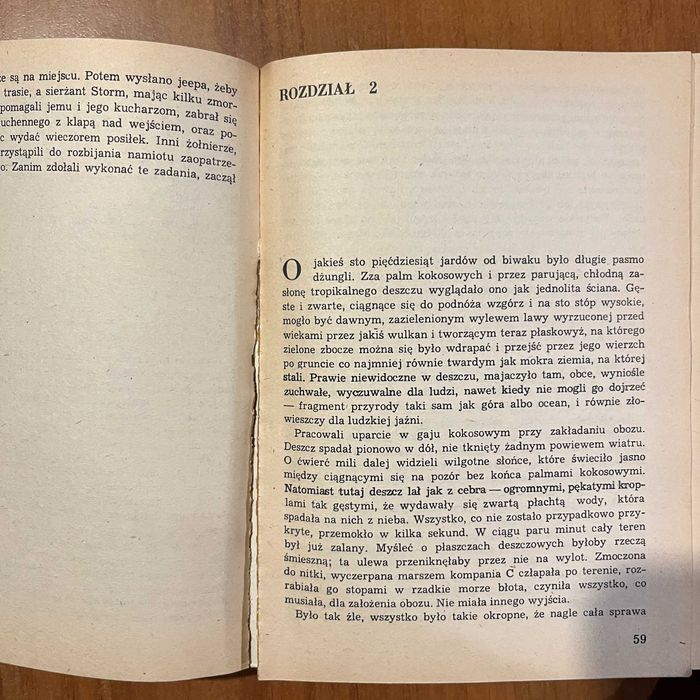 e są na miejscu. Potem wysłano jeepa, żeby
trasie, a sierżant Storm, mając kilku zmor-
pomagali jemu i jego kucharzom, zabrał się
uchennego z klapą nad wejściem, oraz po-
c wydać wieczorem posiłek. Inni żołnierze,
rzystąpili do rozbijania namiotu zaopatrze-
o. Zanim zdołali wykonać te zadania, zaczął
ROZDZIAŁ 2
O jakieś sto pięćdziesiąt jardów od biwaku było długie pasmo
dżungli. Zza palm kokosowych i przez parującą, chłodną za-
słonę tropikalnego deszczu wyglądało ono jak jednolita ściana. Gę-
ste i zwarte, ciągnące się do podnóża wzgórz i na sto stóp wysokie,
mogło być dawnym, zazielenionym wylewem lawy wyrzuconej przed
wiekami przez jakiś wulkan i tworzącym teraz płaskowyż, na którego
zielone zbocze można się było wdrapać i przejść przez jego wierzch
po gruncie co najmniej równie twardym jak mokra ziemia, na której
stali. Prawie niewidoczne w deszczu, majaczyło tam, obce, wyniośle
zuchwałe, wyczuwalne dla ludzi, nawet kiedy nie mogli go dojrzeć
— fragment przyrody taki sam jak góra albo ocean, i równie zło-
wieszczy dla ludzkiej jaźni.
Pracowali uparcie w gaju kokosowym przy zakładaniu obozu.
Deszcz spadał pionowo w dół, nie tknięty żadnym powiewem wiatru.
O ćwierć mili dalej widzieli wilgotne słońce, które świeciło jasno
między ciągnącymi się na pozór bez końca palmami kokosowymi.
Natomiast tutaj deszcz lał jak z cebra — ogromnymi, pękatymi krop-
lami tak gęstymi, że wydawały się zwartą płachtą wody, która
spadała na nich z nieba. Wszystko, co nie zostało przypadkowo przy-
kryte, przemokło w kilka sekund. W ciągu paru minut cały teren
był już zalany. Myśleć o płaszczach deszczowych byłoby rzeczą
śmieszną; ta ulewa przeniknęłaby przez nie na wylot. Zmoczona
do nitki, wyczerpana marszem kompania C człapała po terenie, roz-
rabiała go stopami w rzadkie morze błota, czyniła wszystko, co
musiała, dla założenia obozu. Nie miała innego wyjścia.
Było tak źle, wszystko było takie okropne, że nagle cała sprawa
59